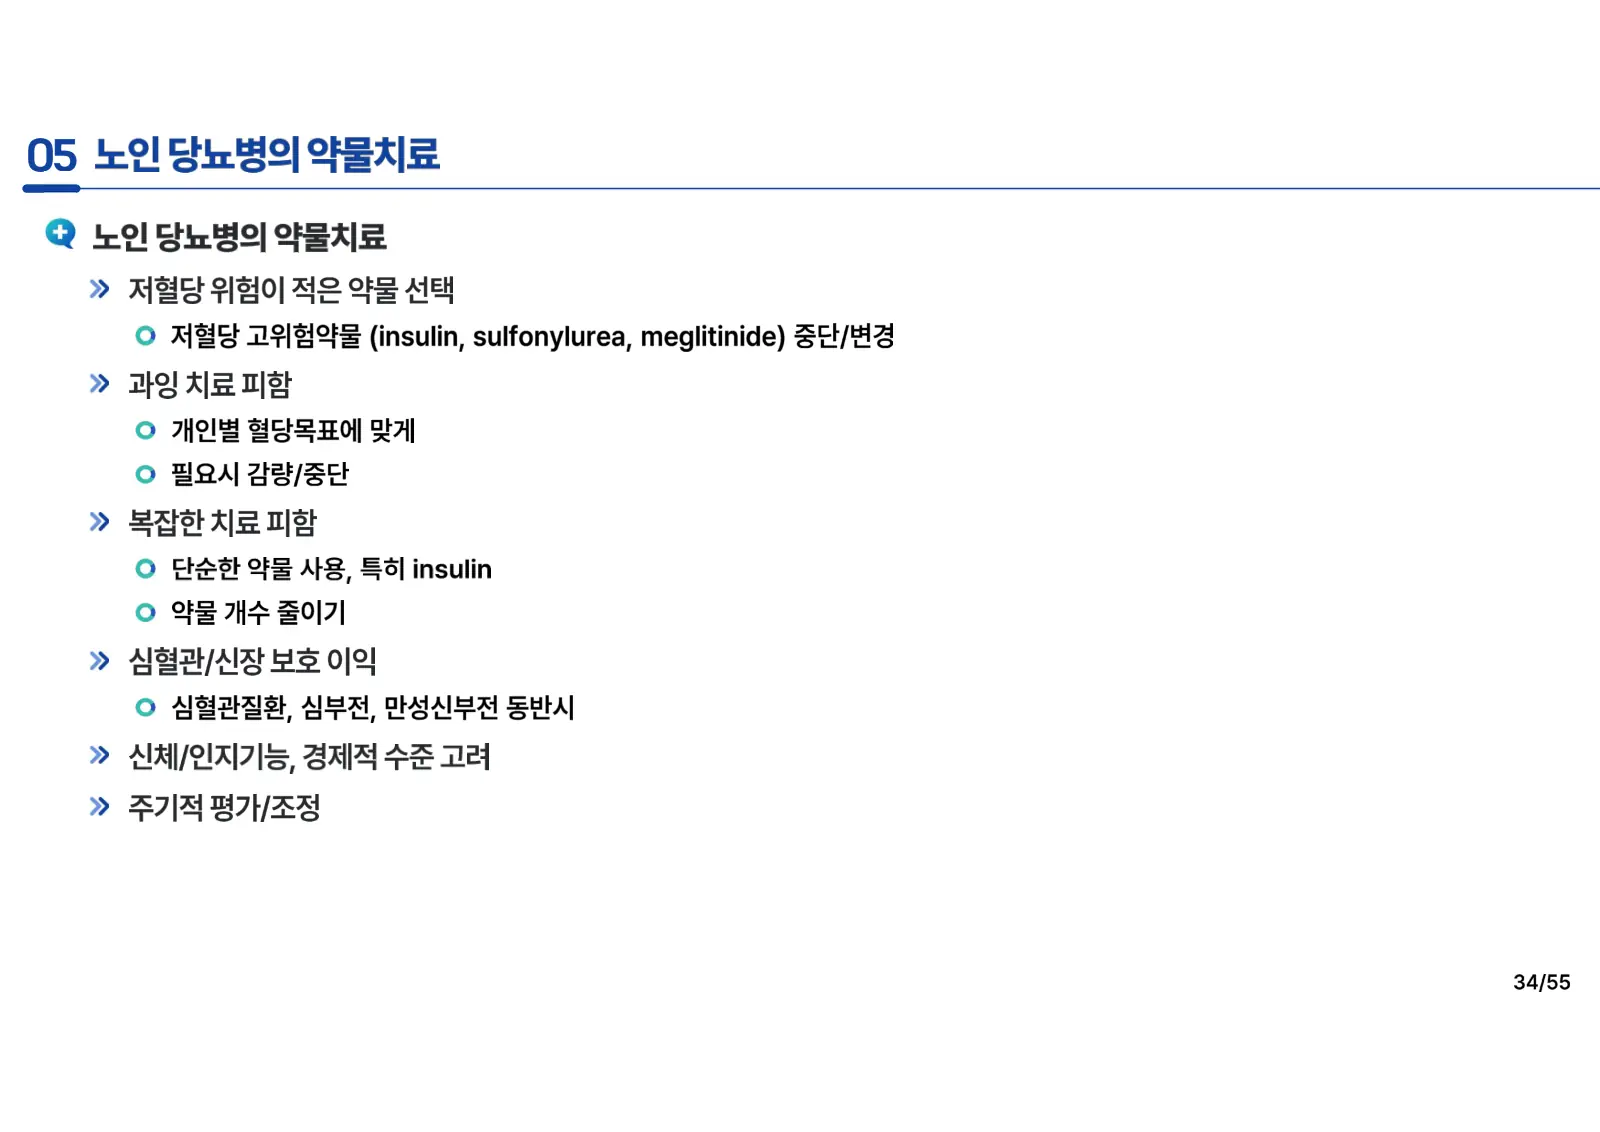 05 노인 당뇨병의 약물치료
노인 당뇨병의 약물치료
저혈당 위험이 적은 약물 선택
저혈당 고위험약물 (insulin, sulfonylurea, meglitinide) 중단/변경
과잉 치료 피함
개인별 혈당목표에 맞게
필요시 감량/중단
복잡한 치료 피함
단순한 약물 사용, 특히 insulin
약물 개수 줄이기
심혈관/신장 보호 이익
심혈관질환, 심부전, 만성신부전 동반시
신체/인지기능, 경제적 수준 고려
주기적 평가/조정
34/55